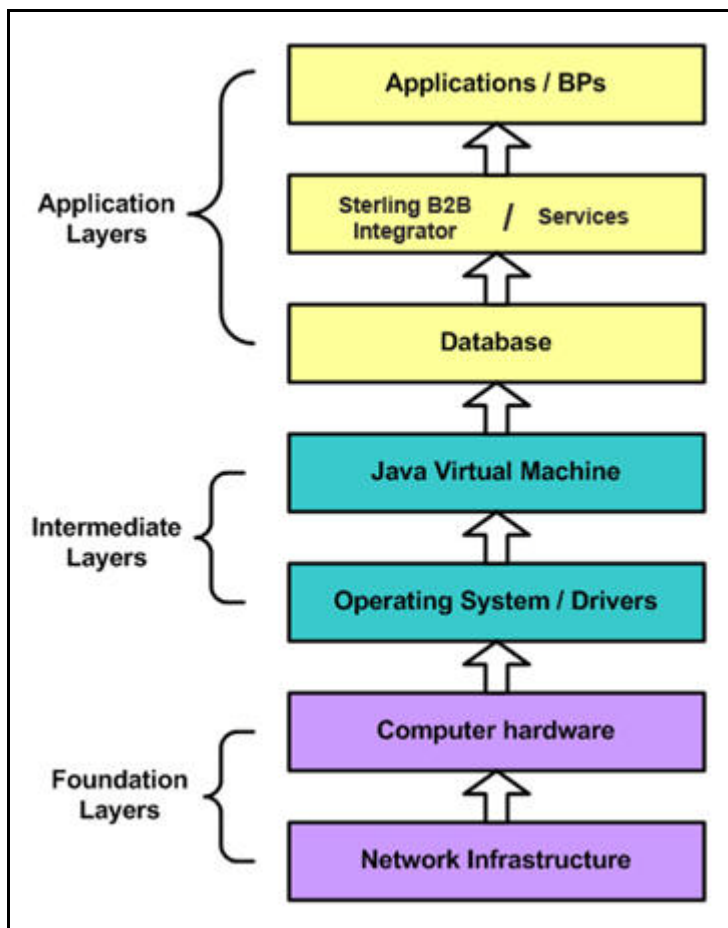 Applications / BPs
Application
Layers
Sterling B2B
Integrator
/
Services
Database
Java Virtual Machine
Intermediate
Layers
Operating System / Drivers
Computer hardware
Foundation
Layers
Network Infrastructure